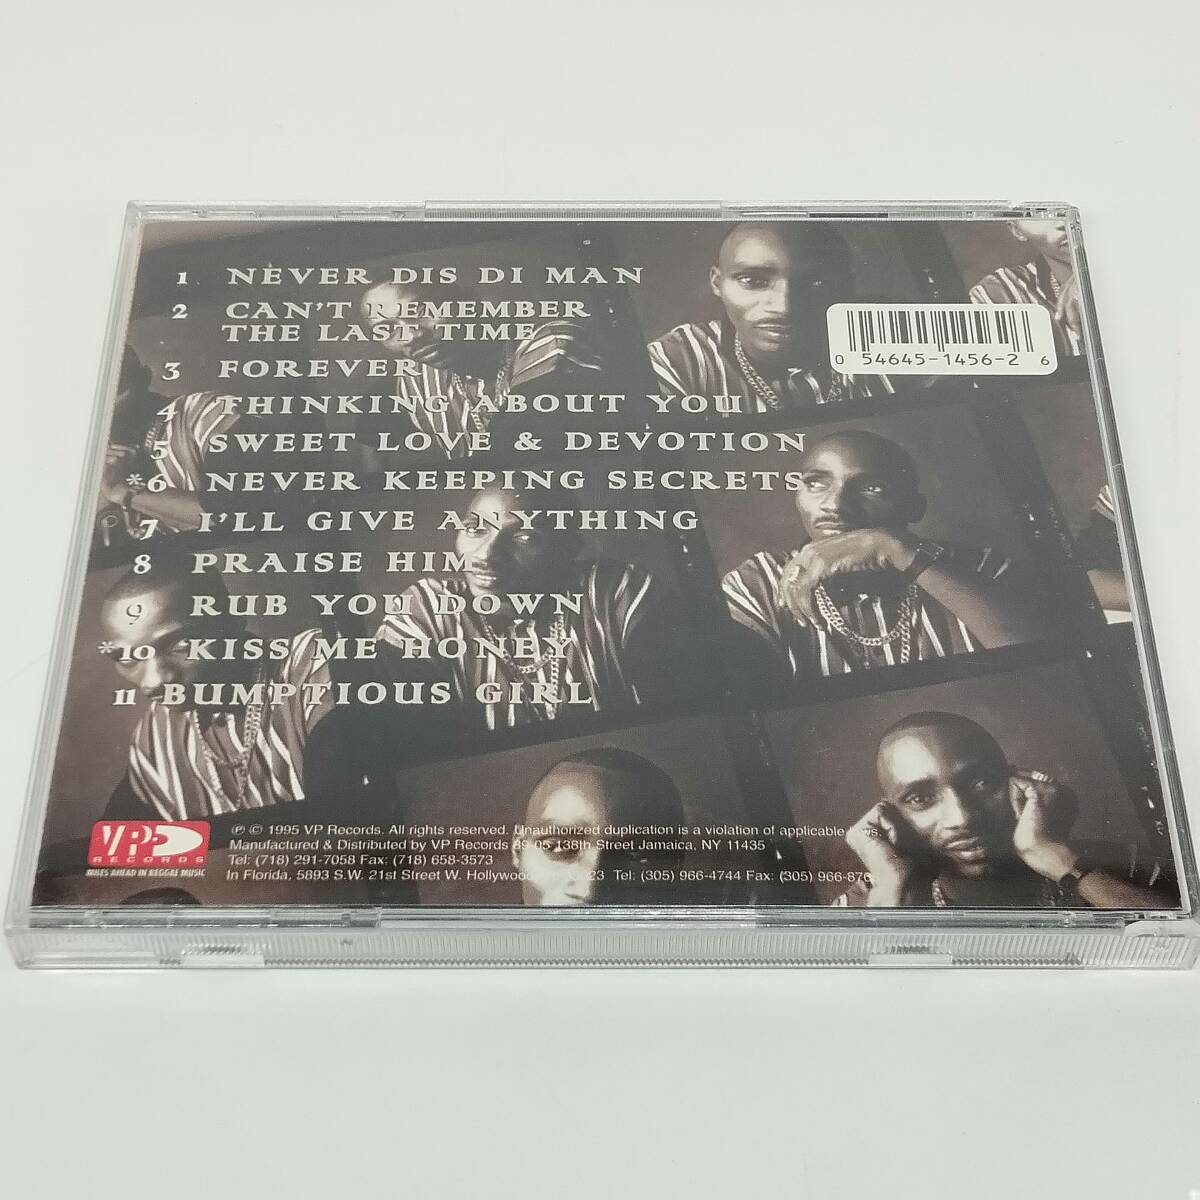 1 NEVER DIS DI MAN
2 CAN'T REMEMBER
THE LAST TIME
3 FOREVER
4 THINKING ABOUT YOU
5 SWEET LOVE & DEVOTION
*6 NEVER KEEPING SECRETS
7 I'LL GIVE ANYTHING
8 PRAISE HIM
9 RUB YOU DOWN
*10 KISS ME HONEY
11 BUMPTIOUS GIRL
0 54645-1456-2 6
VP RECORDS
MILES AHEAD IN REGGAE MUSIC
℗ © 1995 VP Records. All rights reserved. Unauthorized duplication is a violation of applicable laws.
Manufactured & Distributed by VP Records 89-05 138th Street Jamaica, NY 11435
Tel: (718) 291-7058 Fax: (718) 658-3573
In Florida, 5893 S.W. 21st Street W. Hollywood, 33023 Tel: (305) 966-4744 Fax: (305)